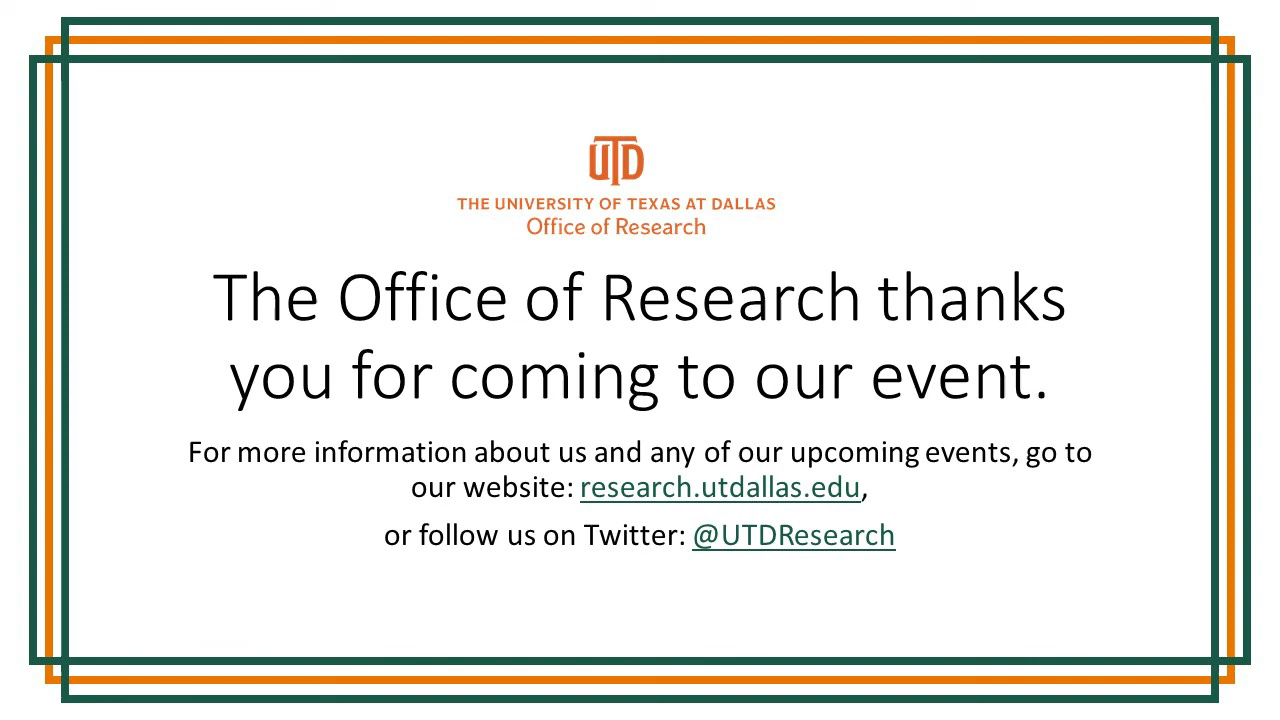 UTD
THE UNIVERSITY OF TEXAS AT DALLAS
Office of Research
The Office of Research thanks
you for coming to our event.
For more information about us and any of our upcoming events, go to
our website: research.utdallas.edu,
or follow us on Twitter: @UTDResearch